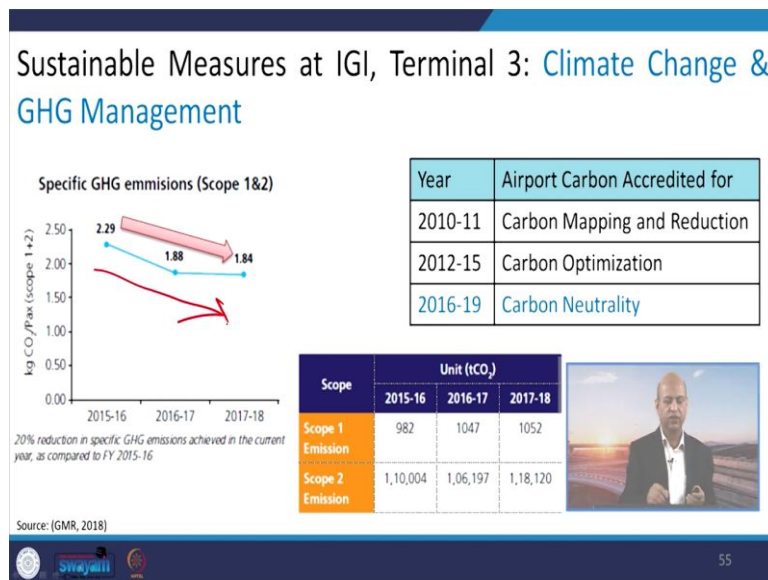 Sustainable Measures at IGI, Terminal 3: Climate Change &
GHG Management
Specific GHG emmisions (Scope 1&2)
kg CO₂/Pax (scope 1+2)
2.50
2.00
1.50
1.00
0.50
0.00
2.29
1.88
1.84
2015-16 2016-17 2017-18
20% reduction in specific GHG emissions achieved in the current
year, as compared to FY 2015-16
Year Airport Carbon Accredited for
2010-11 Carbon Mapping and Reduction
2012-15 Carbon Optimization
2016-19 Carbon Neutrality
Scope Unit (tCO₂)
2015-16 2016-17 2017-18
Scope 1 Emission 982 1047 1052
Scope 2 Emission 1,10,004 1,06,197 1,18,120
Source: (GMR, 2018)
swayam
55